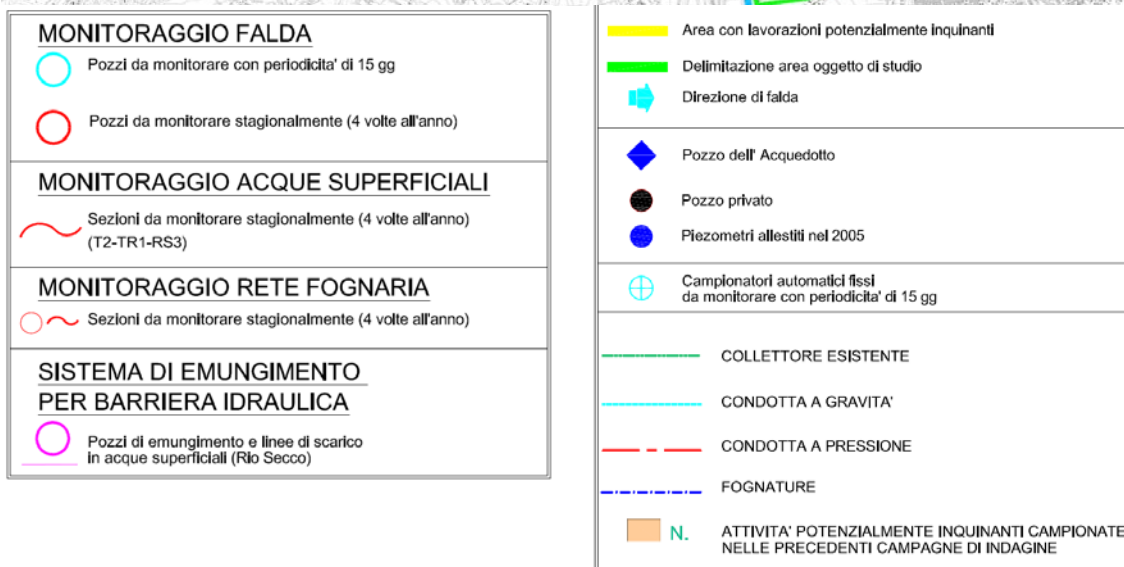 MONITORAGGIO FALDA
Pozzi da monitorare con periodicita' di 15 gg
Pozzi da monitorare stagionalmente (4 volte all'anno)
MONITORAGGIO ACQUE SUPERFICIALI
Sezioni da monitorare stagionalmente (4 volte all'anno)
(T2-TR1-RS3)
MONITORAGGIO RETE FOGNARIA
Sezioni da monitorare stagionalmente (4 volte all'anno)
SISTEMA DI EMUNGIMENTO
PER BARRIERA IDRAULICA
Pozzi di emungimento e linee di scarico
in acque superficiali (Rio Secco)
Area con lavorazioni potenzialmente inquinanti
Delimitazione area oggetto di studio
Direzione di falda
Pozzo dell' Acquedotto
Pozzo privato
Piezometri allestiti nel 2005
Campionatori automatici fissi
da monitorare con periodicita' di 15 gg
COLLETTORE ESISTENTE
CONDOTTA A GRAVITA'
CONDOTTA A PRESSIONE
FOGNATURE
N. ATTIVITA' POTENZIALMENTE INQUINANTI CAMPIONATE
NELLE PRECEDENTI CAMPAGNE DI INDAGINE